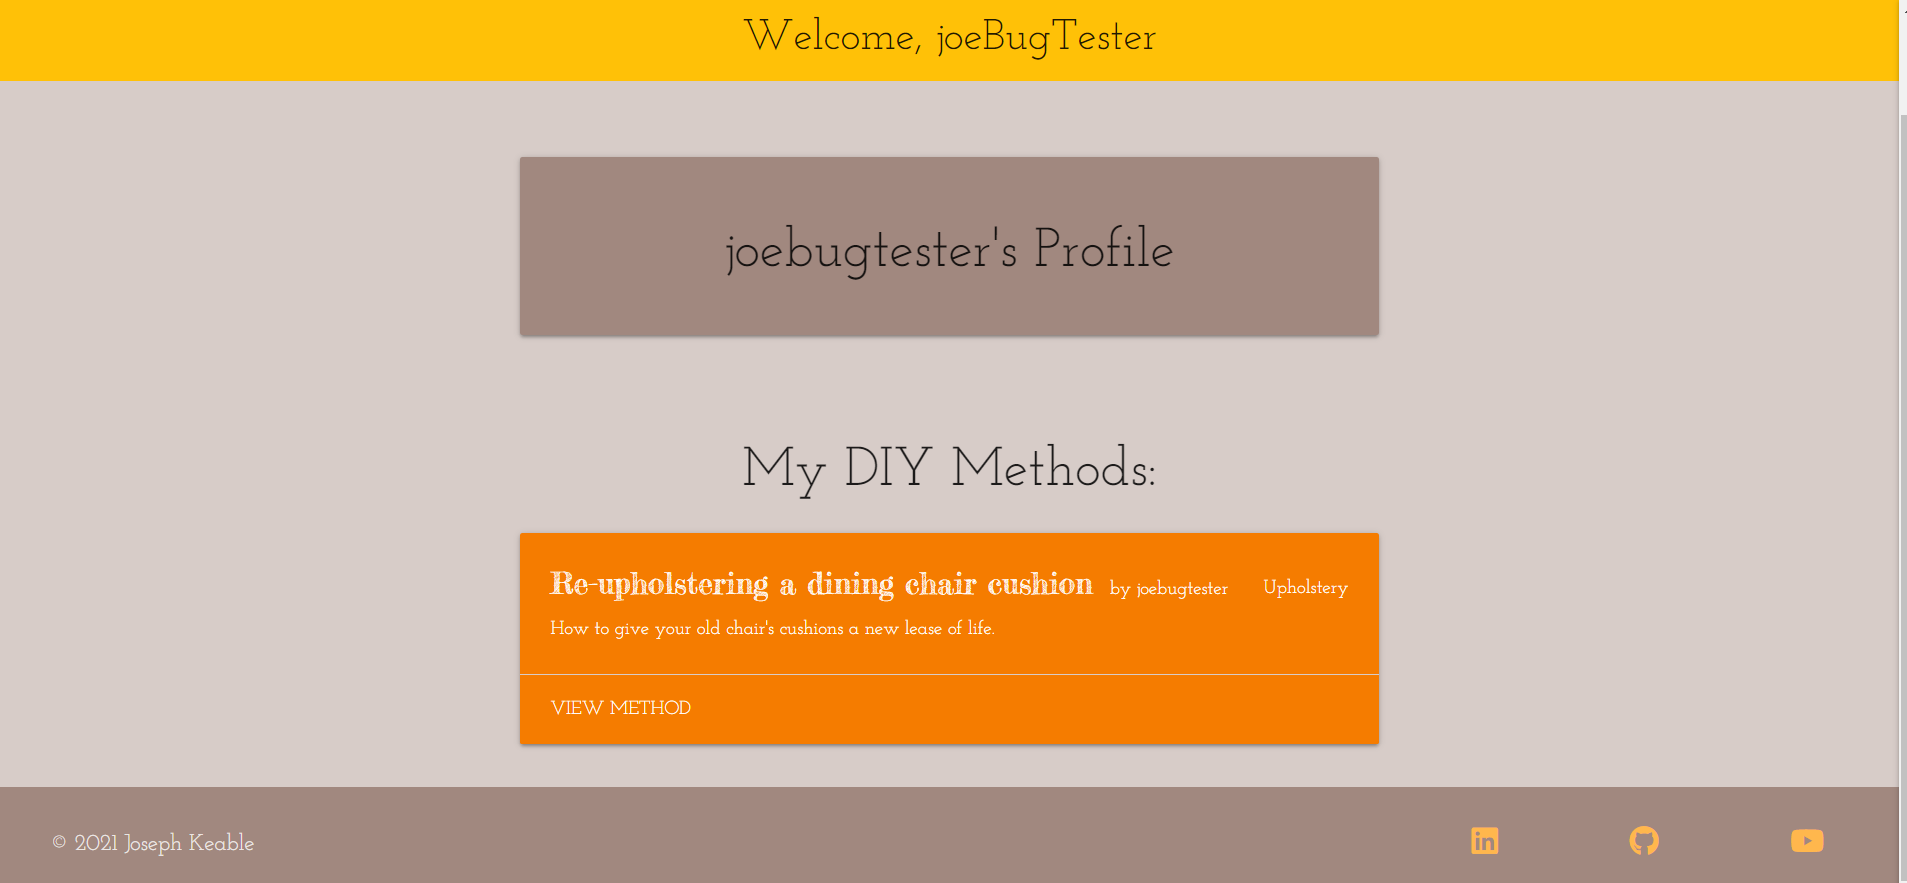 Welcome, joeBugTester
joebugtester's Profile
My DIY Methods:
Re-upholstering a dining chair cushion by joebugtester Upholstery
How to give your old chair's cushions a new lease of life.
VIEW METHOD
© 2021 Joseph Keable
in